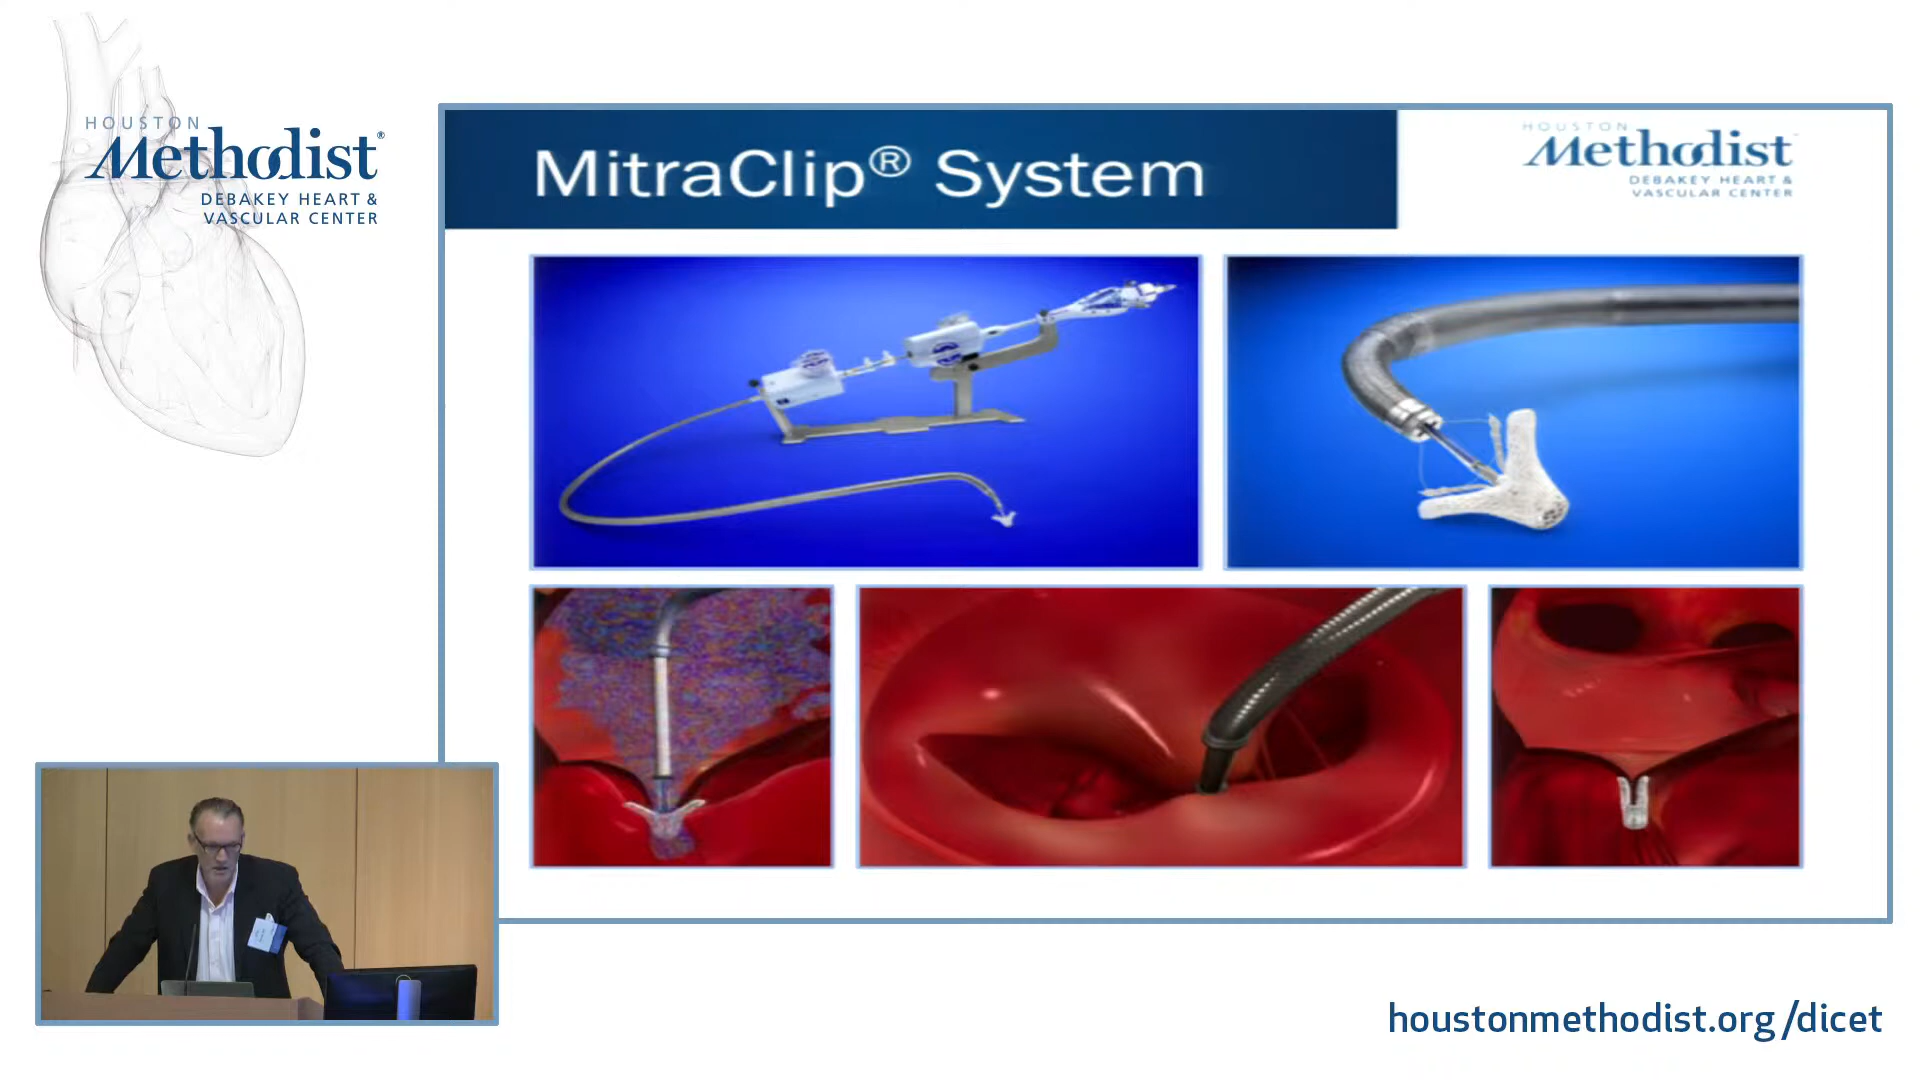 HOUSTON
Methodist®
DEBAKEY HEART &
VASCULAR CENTER
MitraClip® System
HOUSTON
Methodist
DEBAKEY HEART &
VASCULAR CENTER
houstonmethodist.org/dicet